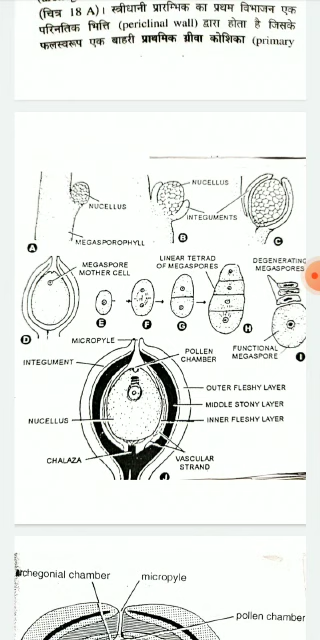 (चित्र 18 A)। स्त्रीधानी प्रारम्भिक का प्रथम विभाजन एक
परिनतिक भित्ति (periclinal wall) द्वारा होता है जिसके
फलस्वरूप एक बाहरी प्राथमिक ग्रीवा कोशिका (primary
NUCELLUS
MEGASPOROPHYLL
A
NUCELLUS
INTEGUMENTS
B
C
MEGASPORE
MOTHER CELL
D
E
F
G
LINEAR TETRAD
OF MEGASPORES
H
DEGENERATING
MEGASPORES
FUNCTIONAL
MEGASPORE
I
MICROPYLE
POLLEN
CHAMBER
INTEGUMENT
OUTER FLESHY LAYER
MIDDLE STONY LAYER
INNER FLESHY LAYER
NUCELLUS
CHALAZA
VASCULAR
STRAND
J
rchegonial chamber
micropyle
pollen chamber